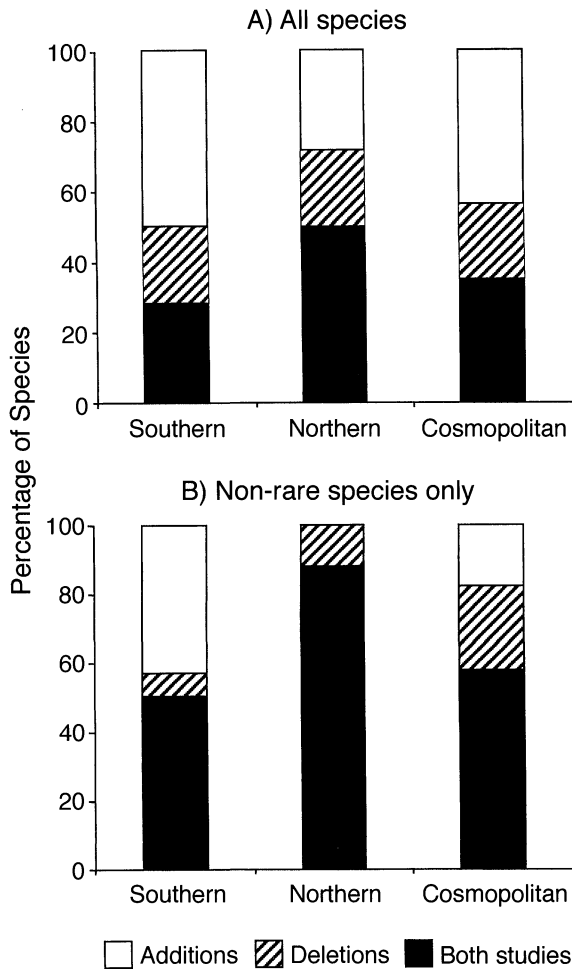 A) All species
100
80
60
40
20
0
Southern Northern Cosmopolitan
Percentage of Species
B) Non-rare species only
100
80
60
40
20
0
Southern Northern Cosmopolitan
Additions Deletions Both studies